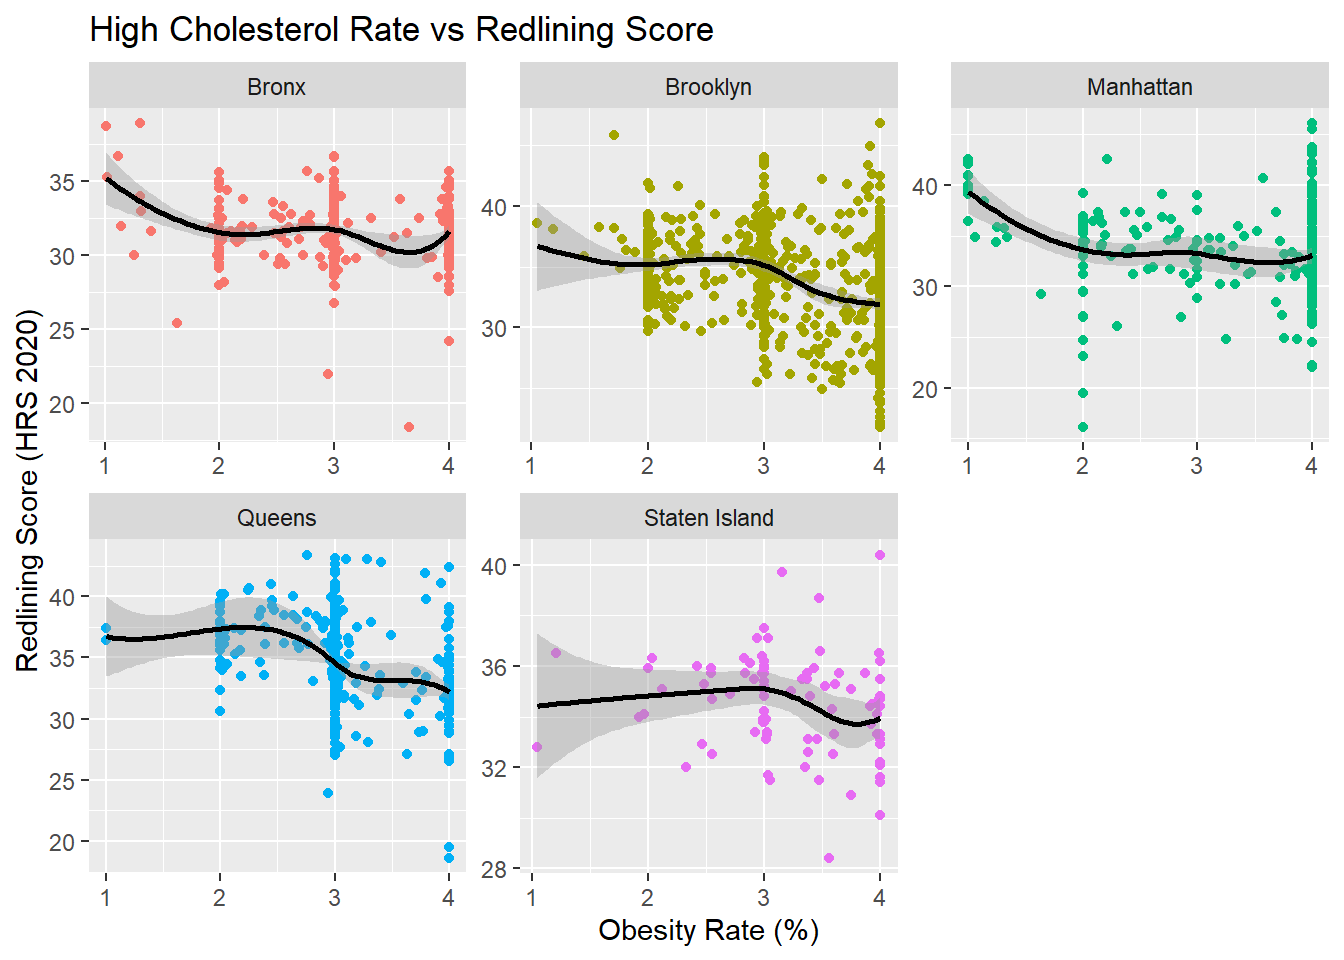 High Cholesterol Rate vs Redlining Score
Bronx
Brooklyn
Manhattan
35
30
25
20
1 2 3 4
40
30
1 2 3 4
40
30
20
1 2 3 4
Redlining Score (HRS 2020)
Queens
Staten Island
40
35
30
25
20
1 2 3 4
40
36
32
28
1 2 3 4
Obesity Rate (%)